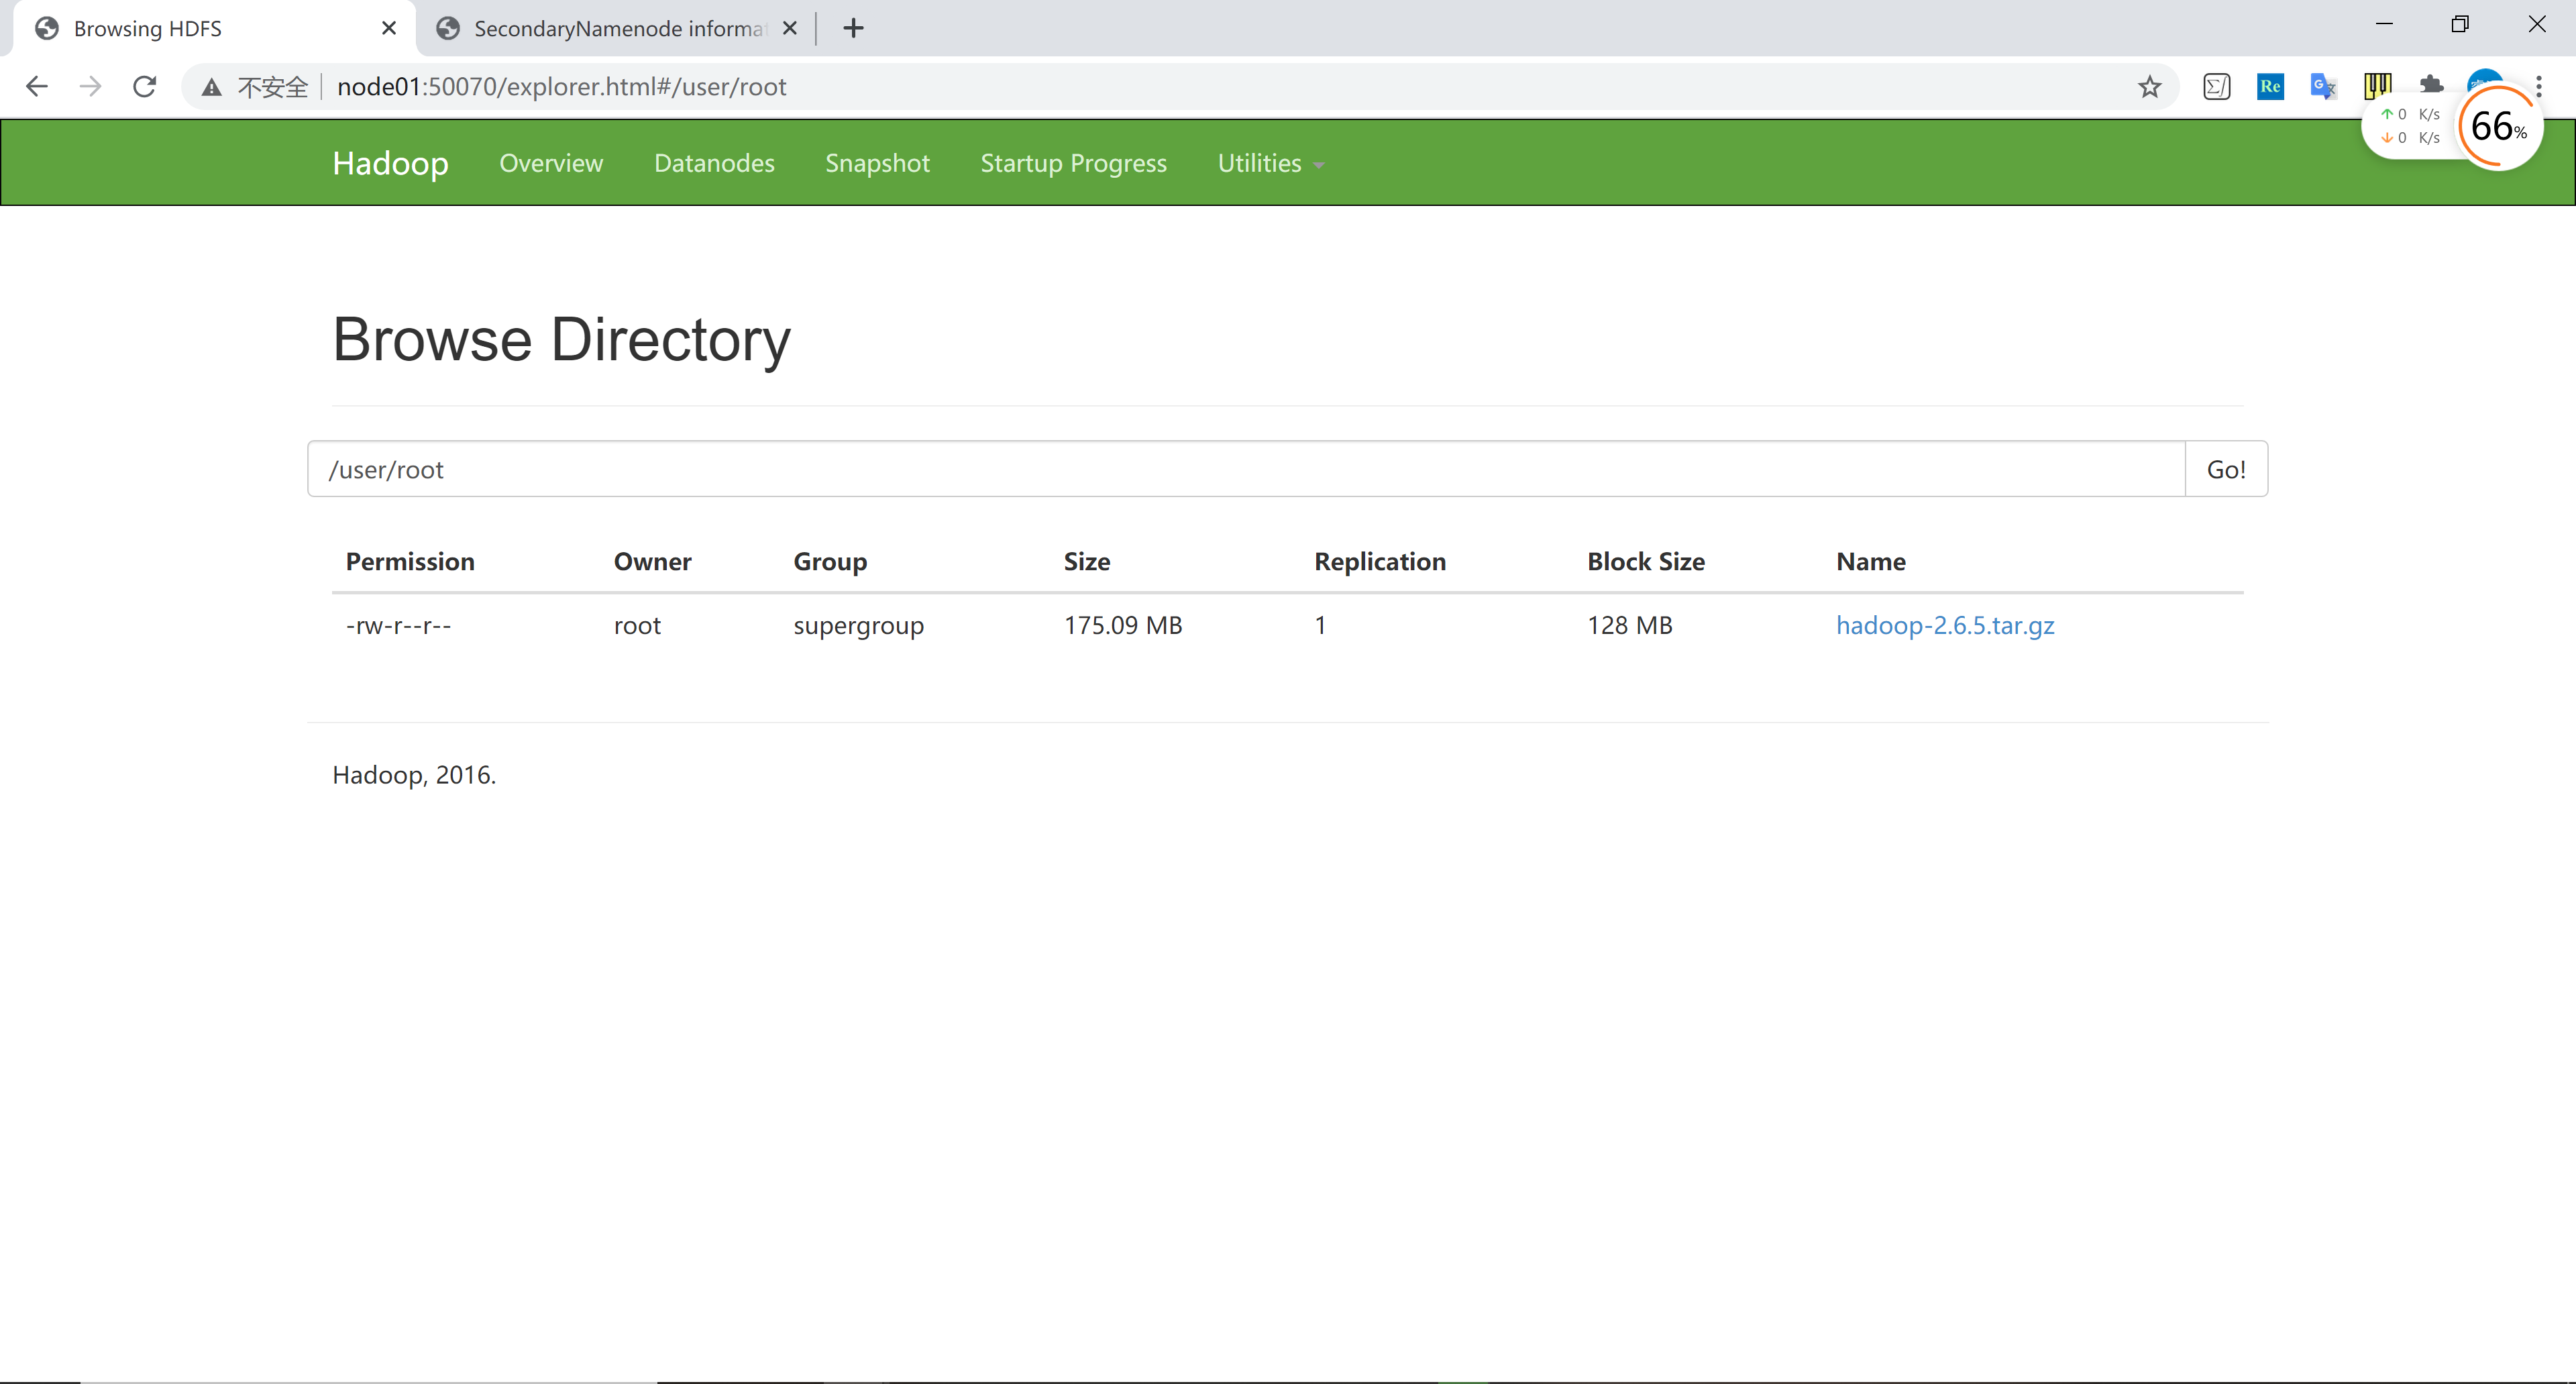 Browsing HDFS
SecondaryNamenode informat
不安全
node01:50070/explorer.html#/user/root
Re
G
0 K/s
0 K/s
66%
Hadoop Overview Datanodes Snapshot Startup Progress Utilities
Browse Directory
/user/root Go!
Permission Owner Group Size Replication Block Size Name
-rw-r--r-- root supergroup 175.09 MB 1 128 MB hadoop-2.6.5.tar.gz
Hadoop, 2016.